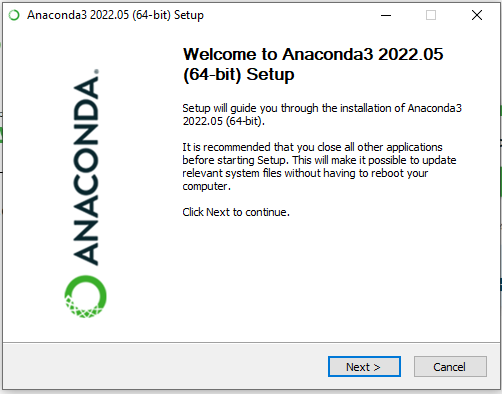 Anaconda3 2022.05 (64-bit) Setup
Welcome to Anaconda3 2022.05
(64-bit) Setup
Setup will guide you through the installation of Anaconda3
2022.05 (64-bit).
It is recommended that you close all other applications
before starting Setup. This will make it possible to update
relevant system files without having to reboot your
computer.
Click Next to continue.
ANACONDA.
Next >
Cancel